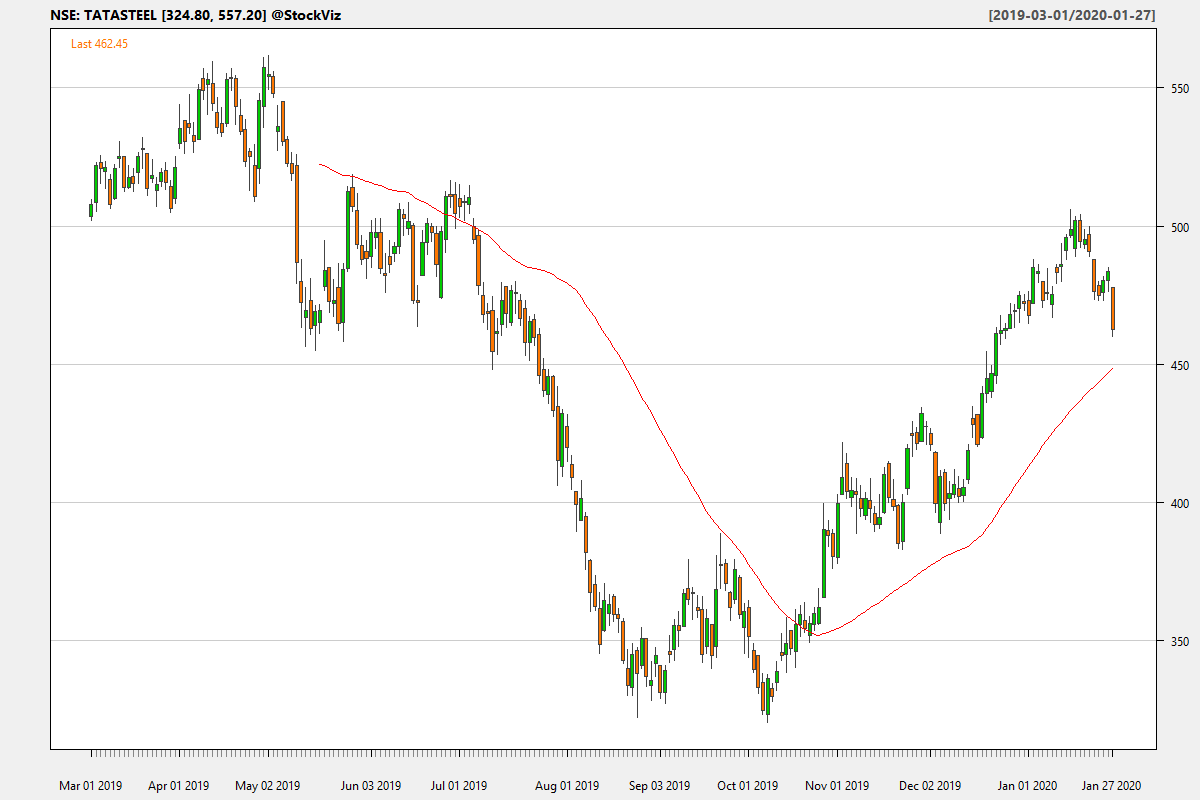 NSE: TATASTEEL [324.80, 557.20] @StockViz
[2019-03-01/2020-01-27]
Last 462.45
550
500
450
400
350
Mar 01 2019 Apr 01 2019 May 02 2019 Jun 03 2019 Jul 01 2019 Aug 01 2019 Sep 03 2019 Oct 01 2019 Nov 01 2019 Dec 02 2019 Jan 01 2020 Jan 27 2020